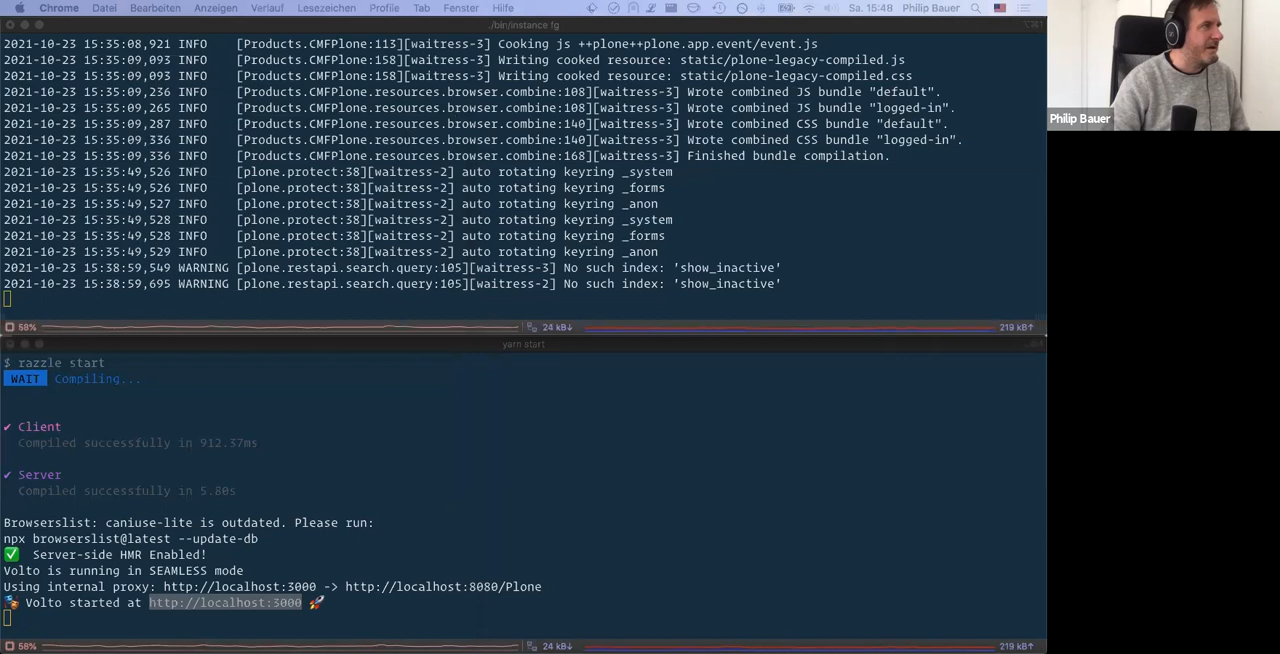 Chrome Datei Bearbeiten Anzeigen Verlauf Lesezeichen Profile Tab Fenster Hilfe Sa. 15:48 Philip Bauer
./bin/instance fg
2021-10-23 15:35:08,921 INFO [Products.CMFPlone:113][waitress-3] Cooking js ++plone++plone.app.event/event.js
2021-10-23 15:35:09,093 INFO [Products.CMFPlone:158][waitress-3] Writing cooked resource: static/plone-legacy-compiled.js
2021-10-23 15:35:09,093 INFO [Products.CMFPlone:158][waitress-3] Writing cooked resource: static/plone-legacy-compiled.css
2021-10-23 15:35:09,236 INFO [Products.CMFPlone.resources.browser.combine:108][waitress-3] Wrote combined JS bundle "default".
2021-10-23 15:35:09,265 INFO [Products.CMFPlone.resources.browser.combine:108][waitress-3] Wrote combined JS bundle "logged-in".
2021-10-23 15:35:09,287 INFO [Products.CMFPlone.resources.browser.combine:140][waitress-3] Wrote combined CSS bundle "default".
2021-10-23 15:35:09,336 INFO [Products.CMFPlone.resources.browser.combine:140][waitress-3] Wrote combined CSS bundle "logged-in".
2021-10-23 15:35:09,336 INFO [Products.CMFPlone.resources.browser.combine:168][waitress-3] Finished bundle compilation.
2021-10-23 15:35:49,526 INFO [plone.protect:38][waitress-2] auto rotating keyring _system
2021-10-23 15:35:49,526 INFO [plone.protect:38][waitress-2] auto rotating keyring _forms
2021-10-23 15:35:49,527 INFO [plone.protect:38][waitress-2] auto rotating keyring _anon
2021-10-23 15:35:49,528 INFO [plone.protect:38][waitress-2] auto rotating keyring _system
2021-10-23 15:35:49,528 INFO [plone.protect:38][waitress-2] auto rotating keyring _forms
2021-10-23 15:35:49,529 INFO [plone.protect:38][waitress-2] auto rotating keyring _anon
2021-10-23 15:38:59,549 WARNING [plone.restapi.search.query:105][waitress-3] No such index: 'show_inactive'
2021-10-23 15:38:59,695 WARNING [plone.restapi.search.query:105][waitress-2] No such index: 'show_inactive'
58% 24 kB↓ 219 kB↑
yarn start
$ razzle start
WAIT Compiling...
✔ Client
Compiled successfully in 912.37ms
✔ Server
Compiled successfully in 5.80s
Browserslist: caniuse-lite is outdated. Please run:
npx browserslist@latest --update-db
✅ Server-side HMR Enabled!
Volto is running in SEAMLESS mode
Using internal proxy: http://localhost:3000 -> http://localhost:8080/Plone
🎭 Volto started at http://localhost:3000 🚀
58% 24 kB↓ 219 kB↑
Philip Bauer